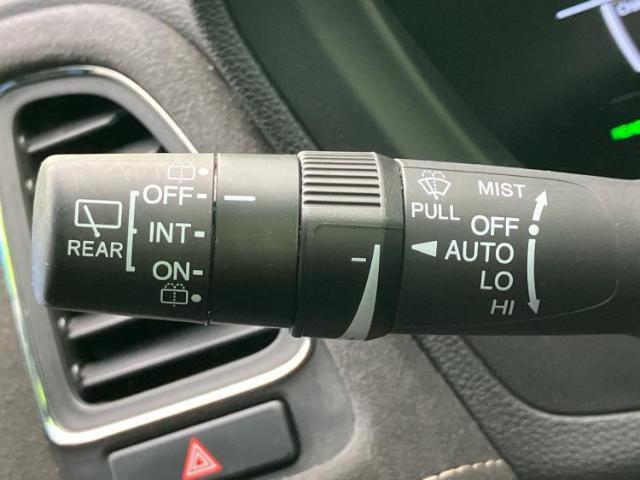 OFF
REAR
INT
ON
PULL
MIST
OFF
AUTO
LO
HI